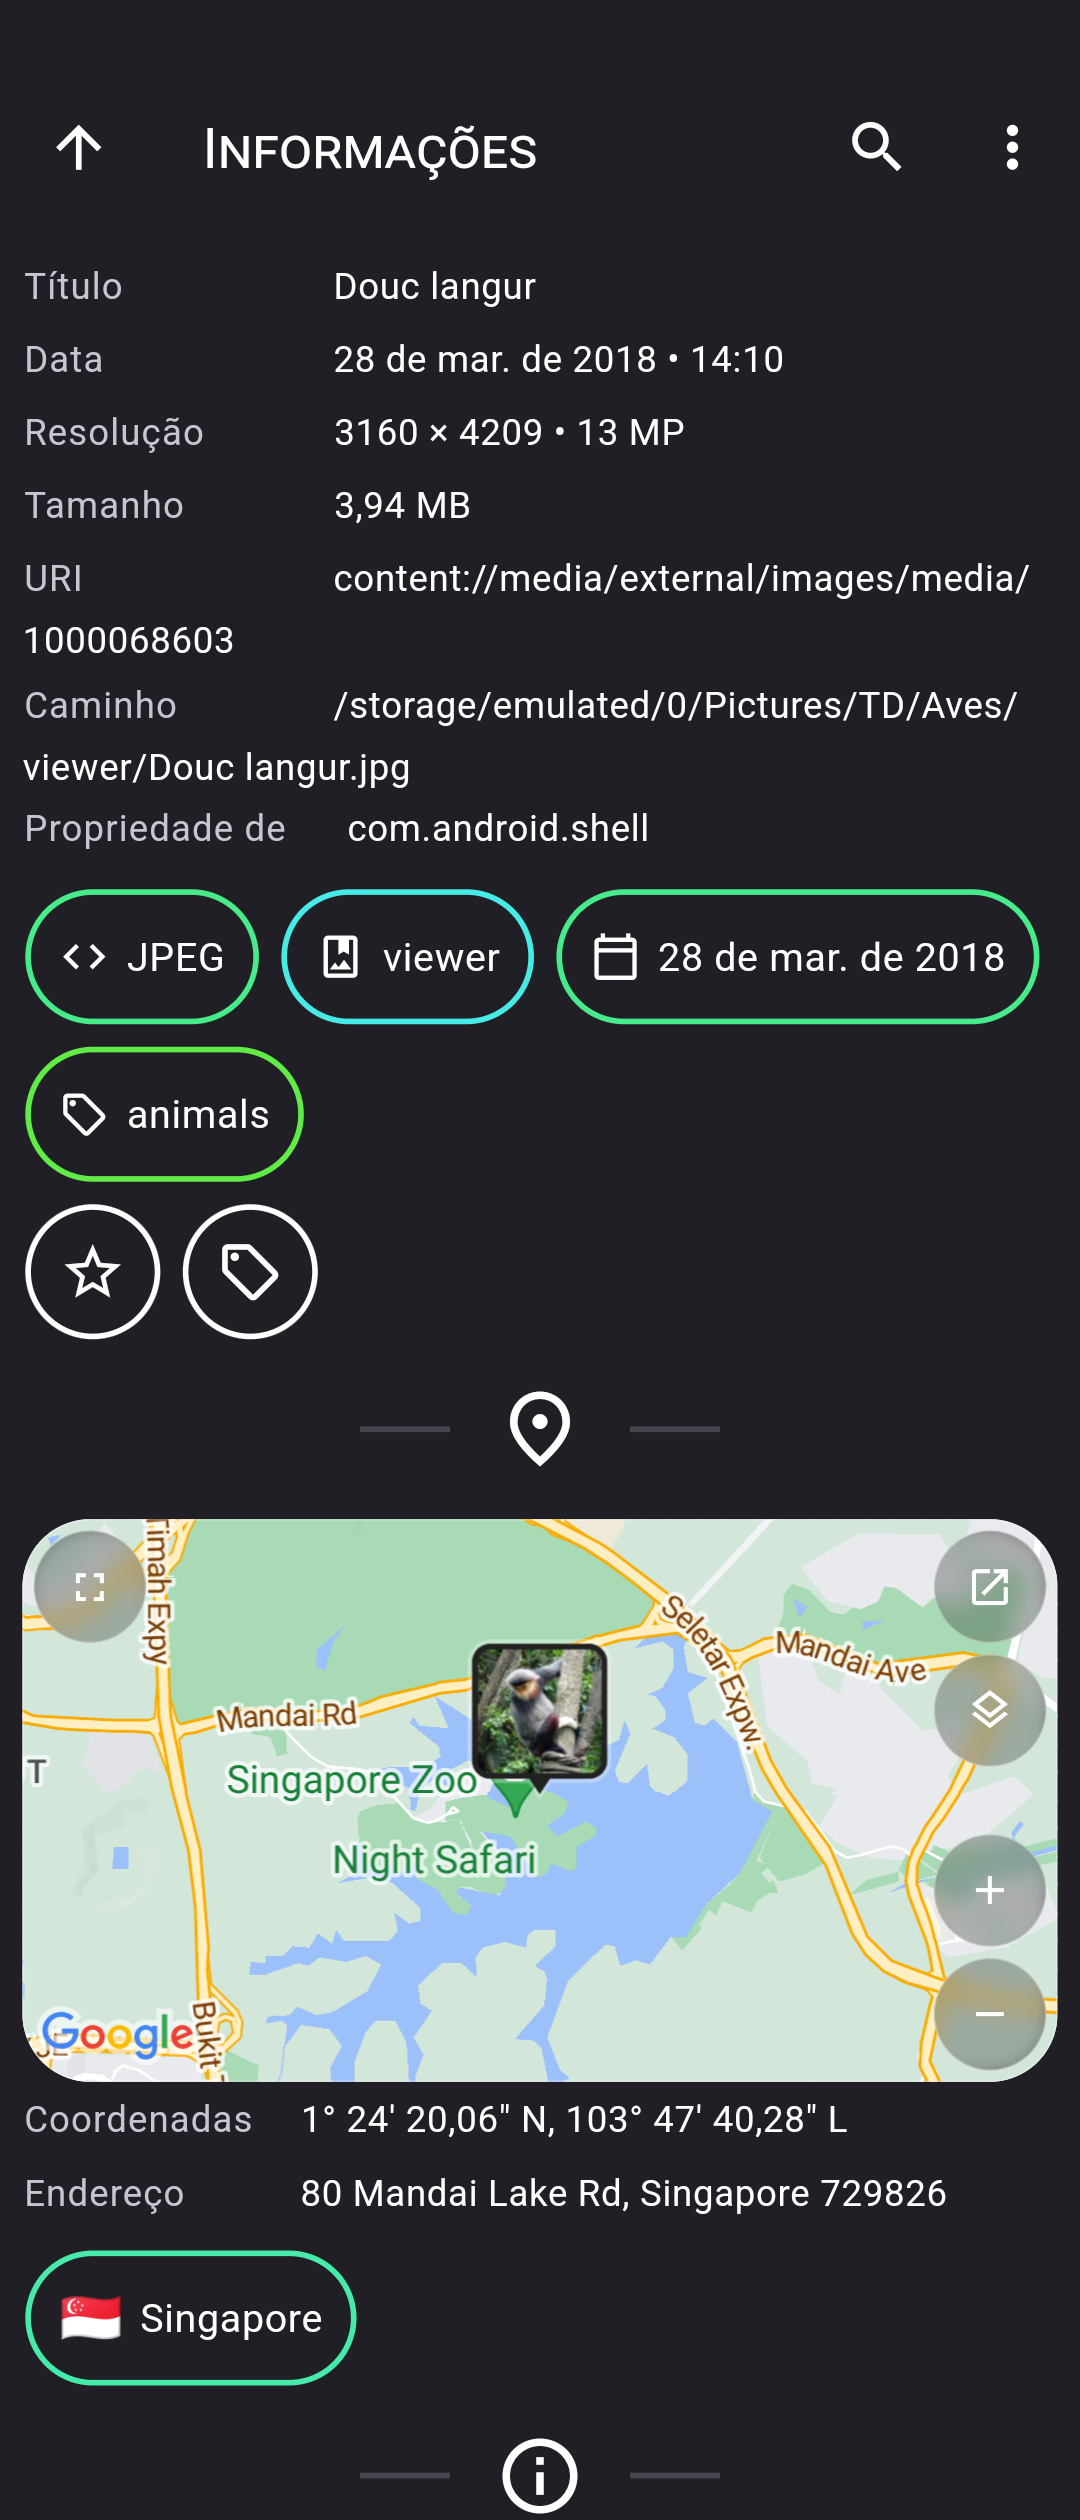 Informações
Título Douc langur
Data 28 de mar. de 2018 • 14:10
Resolução 3160 × 4209 • 13 MP
Tamanho 3,94 MB
URI content://media/external/images/media/
1000068603
Caminho /storage/emulated/0/Pictures/TD/Aves/
viewer/Douc langur.jpg
Propriedade de com.android.shell
JPEG viewer 28 de mar. de 2018
animals
Timah Expy
Seletar Expw.
Mandai Ave
Mandai Rd
T
Singapore Zoo
Night Safari
Google
Bukit
Coordenadas 1° 24' 20,06" N, 103° 47' 40,28" L
Endereço 80 Mandai Lake Rd, Singapore 729826
Singapore